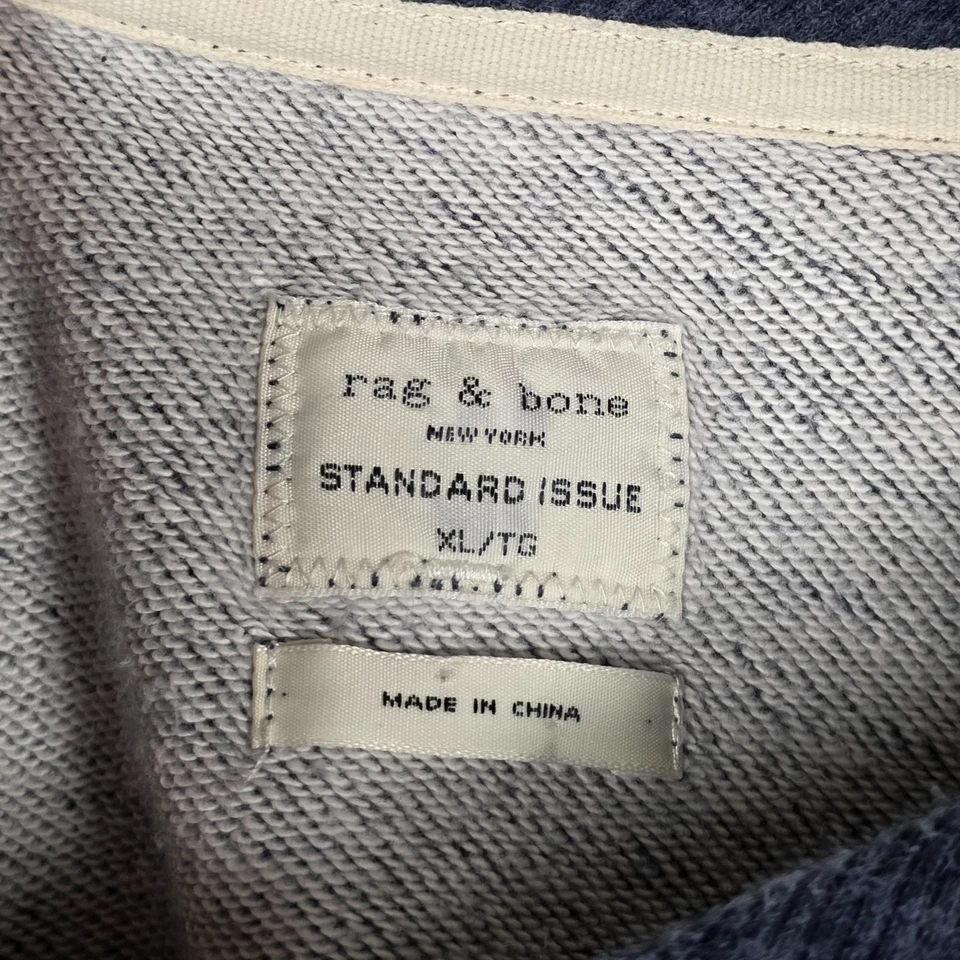 rag & bone
NEW YORK
STANDARD ISSUE
XL/TG
MADE IN CHINA